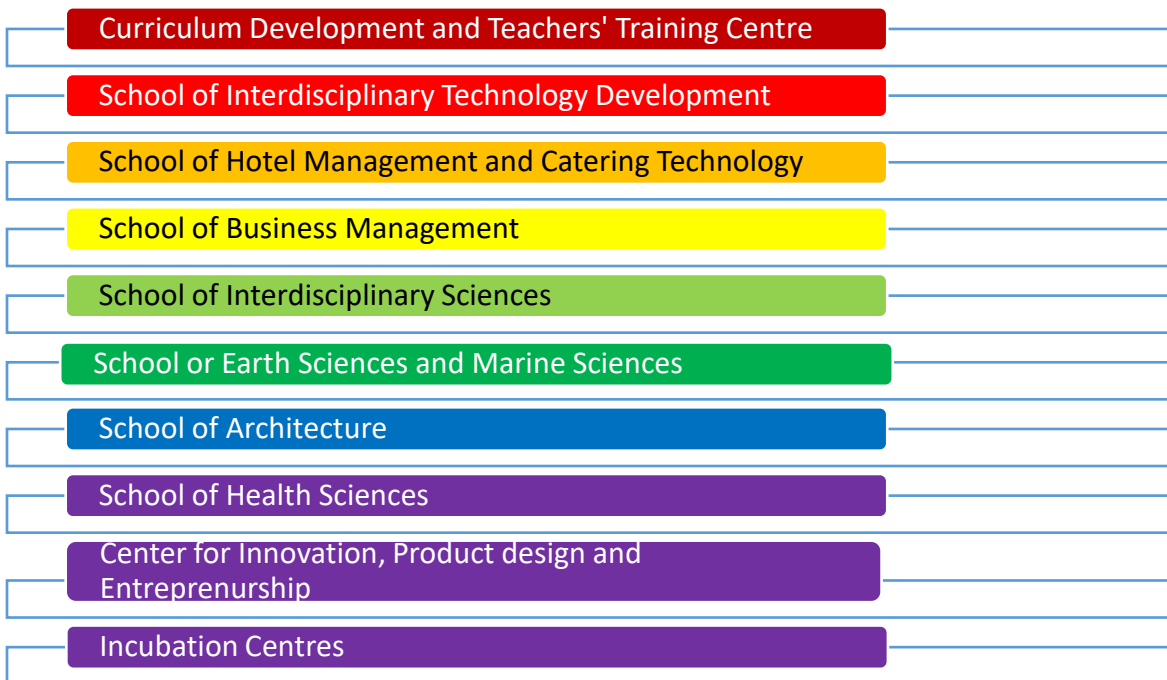 Curriculum Development and Teachers' Training Centre
School of Interdisciplinary Technology Development
School of Hotel Management and Catering Technology
School of Business Management
School of Interdisciplinary Sciences
School or Earth Sciences and Marine Sciences
School of Architecture
School of Health Sciences
Center for Innovation, Product design and
Entreprenurship
Incubation Centres